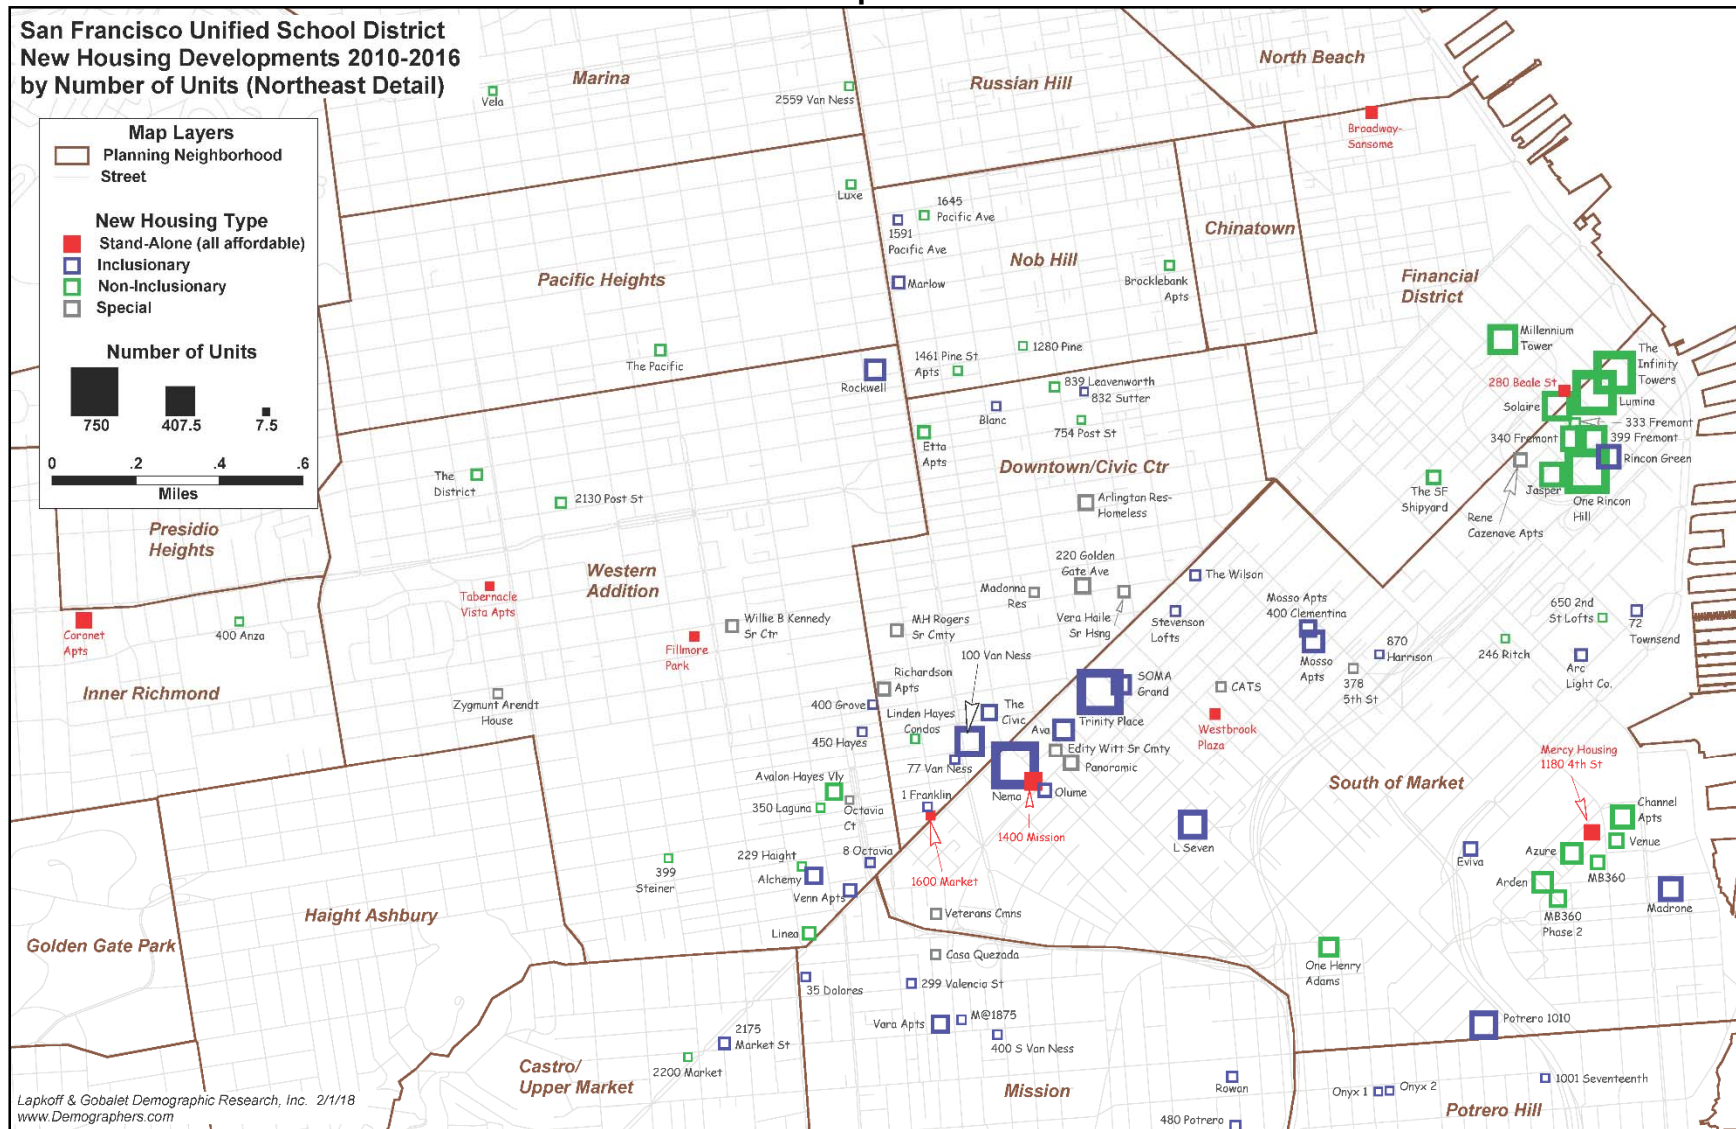 San Francisco Unified School District
New Housing Developments 2010-2016
by Number of Units (Northeast Detail)
Map Layers
Planning Neighborhood
Street
New Housing Type
Stand-Alone (all affordable)
Inclusionary
Non-Inclusionary
Special
Number of Units
750
407.5
7.5
0
.2
.4
.6
Miles
Marina
Vela
2559 Van Ness
Russian Hill
North Beach
Broadway-
Sansome
Luxe
1645
Pacific Ave
1591
Pacific Ave
Marlow
Nob Hill
Brocklebank
Apts
Chinatown
Financial
District
Pacific Heights
The Pacific
Rockwell
1461 Pine St
Apts
1280 Pine
839 Leavenworth
832 Sutter
Blanc
754 Post St
Etta
Apts
Downtown/Civic Ctr
Millennium
Tower
The
Infinity
Towers
280 Beale St
Solaire
Lumina
333 Fremont
340 Fremont
399 Fremont
Rincon Green
Jasper
One Rincon
Hill
The SF
Shipyard
Rene
Cazenave Apts
The
District
2130 Post St
Arlington Res-
Homeless
Presidio
Heights
Western
Addition
Tabernacle
Vista Apts
Coronet
Apts
400 Anza
Inner Richmond
Fillmore
Park
Willie B Kennedy
Sr Ctr
Zygmunt Arendt
House
220 Golden
Gate Ave
Madonna
Res
Vera Haile
Sr Hsng
The Wilson
Stevenson
Lofts
MH Rogers
Sr Cmty
Mosso Apts
400 Clementina
Mosso
Apts
870
Harrison
378
5th St
246 Ritch
650 2nd
St Lofts
72
Townsend
Arc
Light Co.
100 Van Ness
Richardson
Apts
400 Grove
Linden Hayes
Condos
450 Hayes
The
Civic
77 Van Ness
SOMA
Grand
Trinity Place
Ava
Edity Witt Sr Cmty
Panoramic
CATS
Westbrook
Plaza
Nema
Olume
1400 Mission
Avalon Hayes Vly
350 Laguna
Octavia
Ct
1 Franklin
1600 Market
L Seven
South of Market
Mercy Housing
1180 4th St
Channel
Apts
Venue
Azure
MB360
Arden
MB360
Phase 2
Eviva
Madrone
399
Steiner
229 Haight
Alchemy
8 Octavia
Venn Apts
Linea
Haight Ashbury
Golden Gate Park
Veterans Cmns
Casa Quezada
299 Valencia St
35 Dolores
Vara Apts
M@1875
400 S Van Ness
One Henry
Adams
Potrero 1010
2175
Market St
2200 Market
Castro/
Upper Market
Mission
Rowan
480 Potrero
Onyx 1
Onyx 2
1001 Seventeenth
Potrero Hill
Lapkoff & Gobalet Demographic Research, Inc. 2/1/18
www.Demographers.com